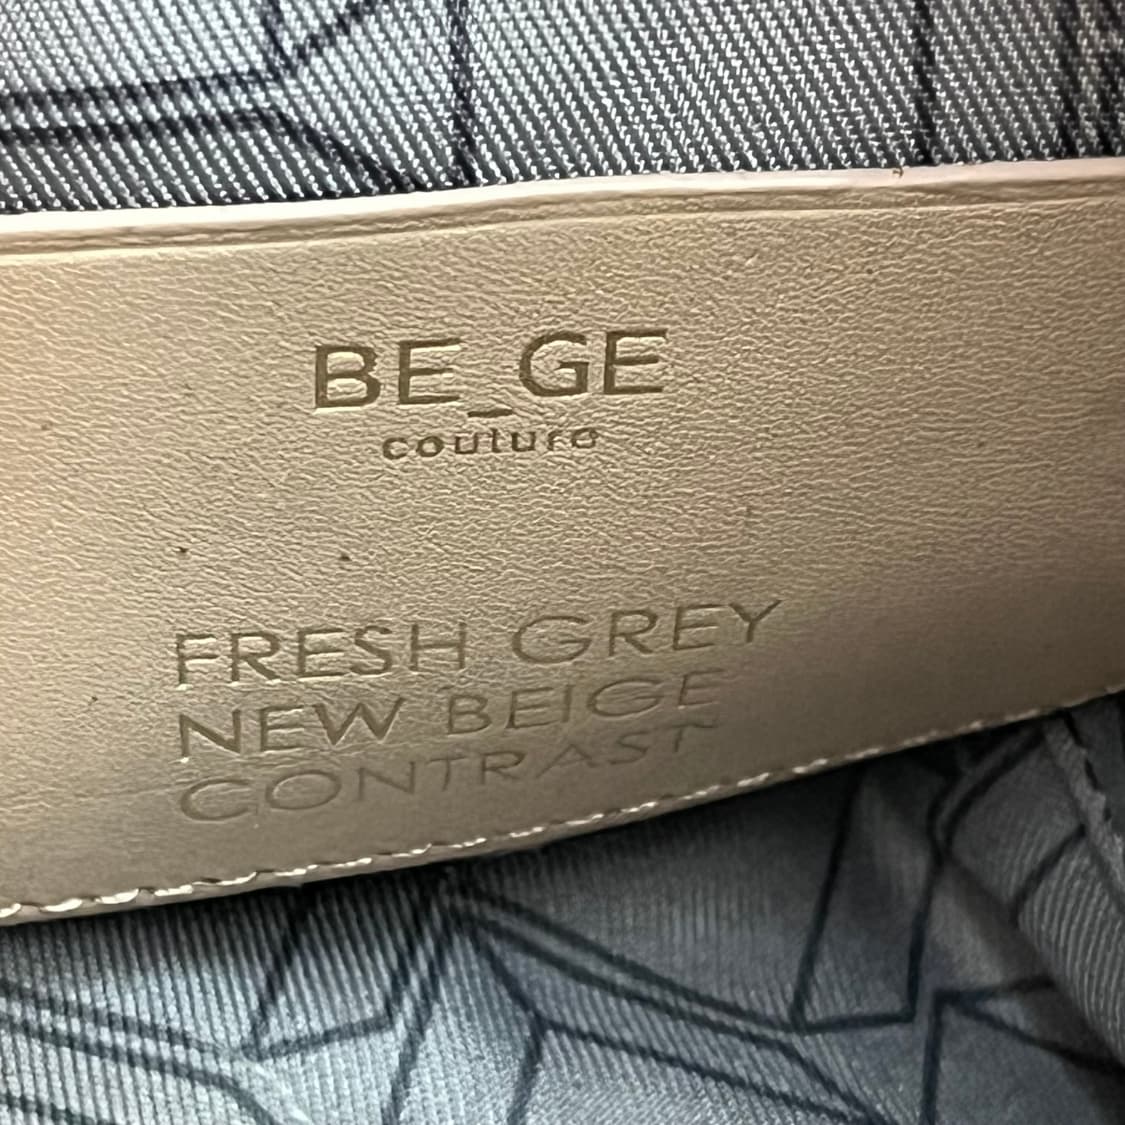 BE_GE
couture
FRESH GREY
NEW BEIGE
CONTRAST